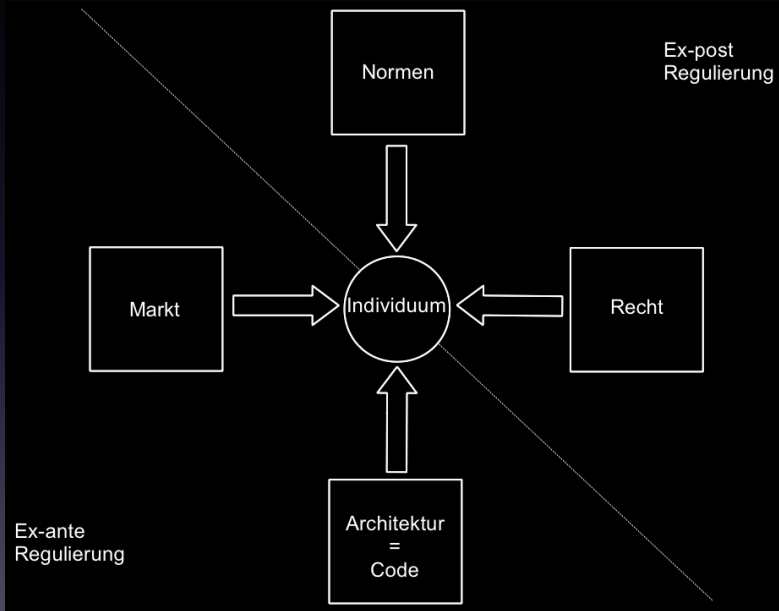 Normen
Ex-post
Regulierung
Markt
Individuum
Recht
Architektur
=
Code
Ex-ante
Regulierung